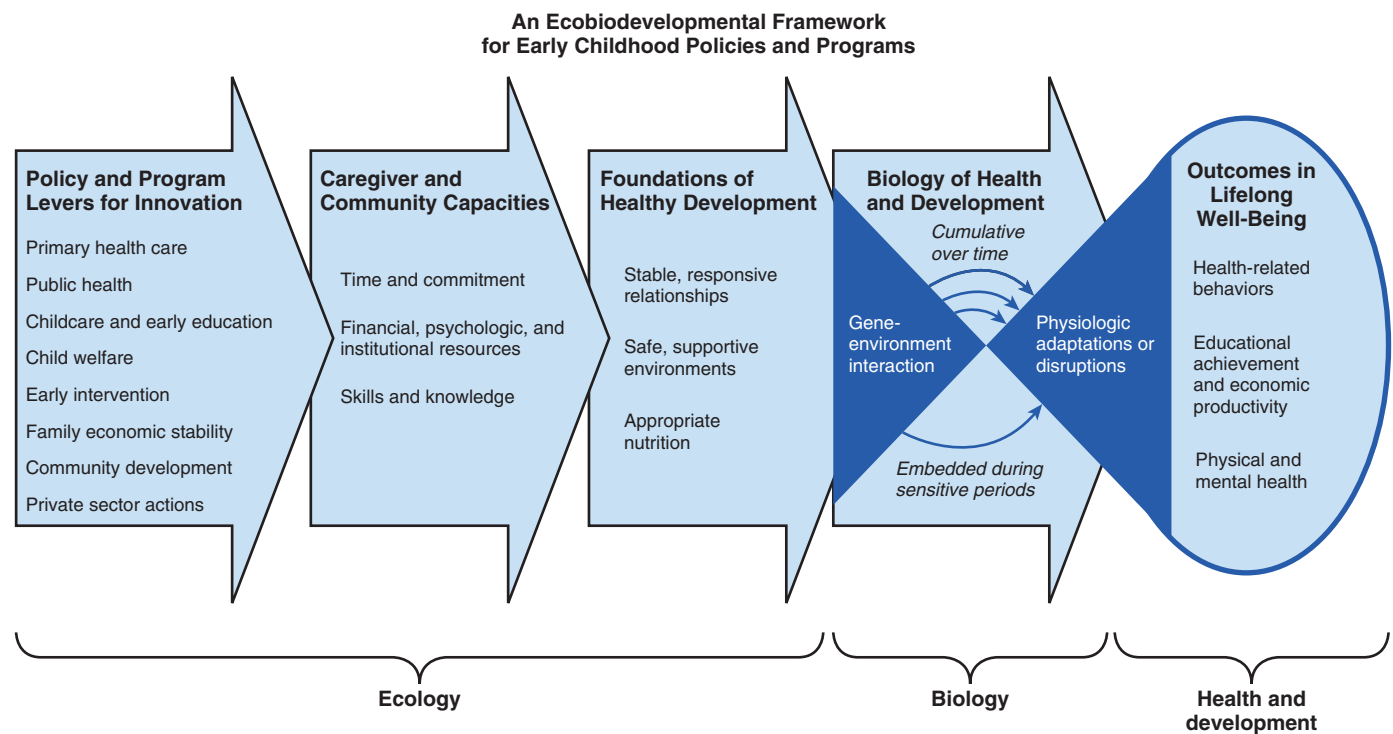 An Ecobiodevelopmental Framework
for Early Childhood Policies and Programs
Policy and Program
Levers for Innovation
Primary health care
Public health
Childcare and early education
Child welfare
Early intervention
Family economic stability
Community development
Private sector actions
Caregiver and
Community Capacities
Time and commitment
Financial, psychologic, and
institutional resources
Skills and knowledge
Foundations of
Healthy Development
Stable, responsive
relationships
Safe, supportive
environments
Appropriate
nutrition
Biology of Health
and Development
Cumulative
over time
Gene-
environment
interaction
Physiologic
adaptations or
disruptions
Embedded during
sensitive periods
Outcomes in
Lifelong
Well-Being
Health-related
behaviors
Educational
achievement
and economic
productivity
Physical and
mental health
Ecology
Biology
Health and
development